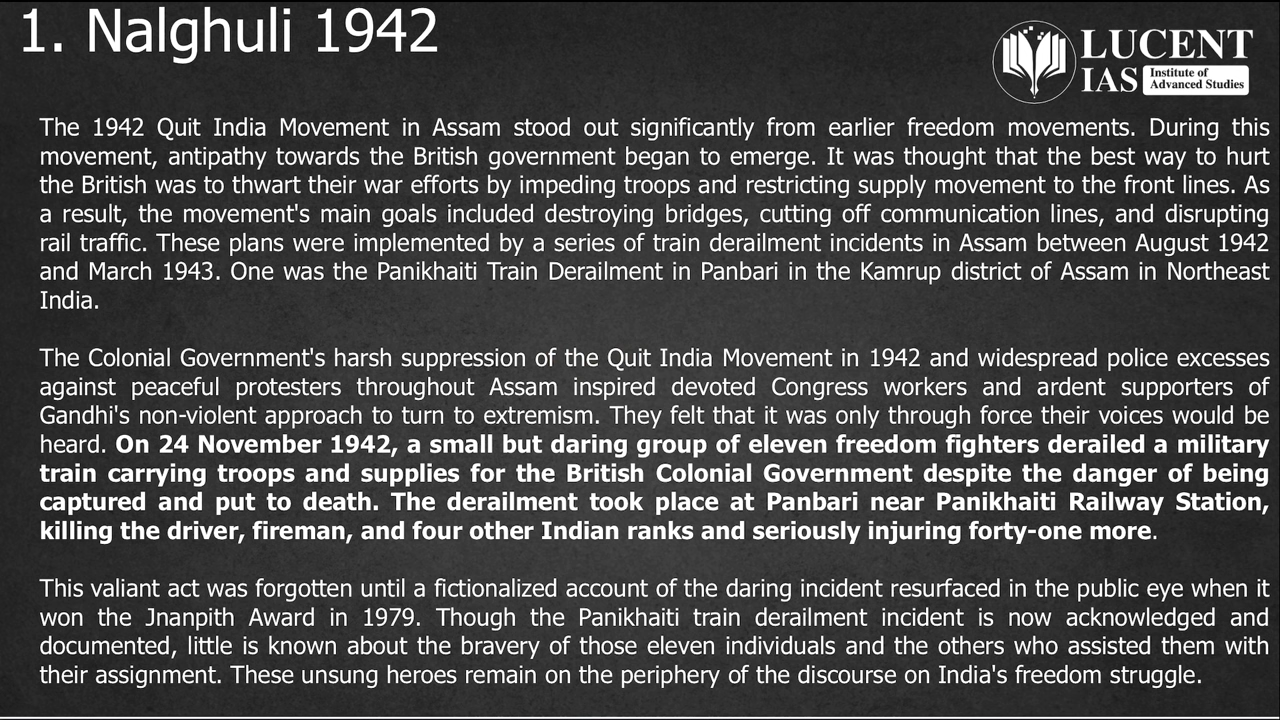 1. Nalghuli 1942
LUCENT
IAS Institute of
Advanced Studies
The 1942 Quit India Movement in Assam stood out significantly from earlier freedom movements. During this
movement, antipathy towards the British government began to emerge. It was thought that the best way to hurt
the British was to thwart their war efforts by impeding troops and restricting supply movement to the front lines. As
a result, the movement's main goals included destroying bridges, cutting off communication lines, and disrupting
rail traffic. These plans were implemented by a series of train derailment incidents in Assam between August 1942
and March 1943. One was the Panikhaiti Train Derailment in Panbari in the Kamrup district of Assam in Northeast
India.
The Colonial Government's harsh suppression of the Quit India Movement in 1942 and widespread police excesses
against peaceful protesters throughout Assam inspired devoted Congress workers and ardent supporters of
Gandhi's non-violent approach to turn to extremism. They felt that it was only through force their voices would be
heard. On 24 November 1942, a small but daring group of eleven freedom fighters derailed a military
train carrying troops and supplies for the British Colonial Government despite the danger of being
captured and put to death. The derailment took place at Panbari near Panikhaiti Railway Station,
killing the driver, fireman, and four other Indian ranks and seriously injuring forty-one more.
This valiant act was forgotten until a fictionalized account of the daring incident resurfaced in the public eye when it
won the Jnanpith Award in 1979. Though the Panikhaiti train derailment incident is now acknowledged and
documented, little is known about the bravery of those eleven individuals and the others who assisted them with
their assignment. These unsung heroes remain on the periphery of the discourse on India's freedom struggle.